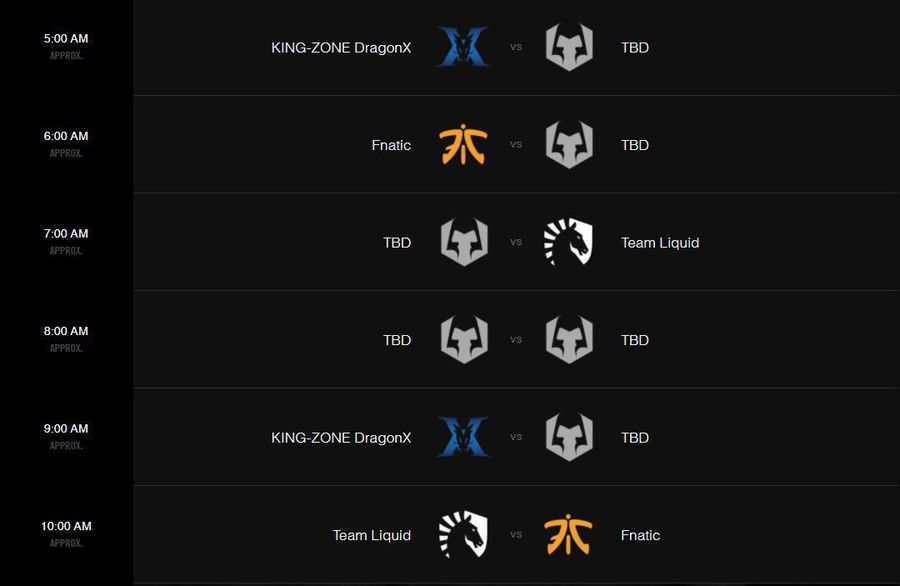 5:00 AM
APPROX.
KING-ZONE DragonX vs TBD
6:00 AM
APPROX.
Fnatic vs TBD
7:00 AM
APPROX.
TBD vs Team Liquid
8:00 AM
APPROX.
TBD vs TBD
9:00 AM
APPROX.
KING-ZONE DragonX vs TBD
10:00 AM
APPROX.
Team Liquid vs Fnatic